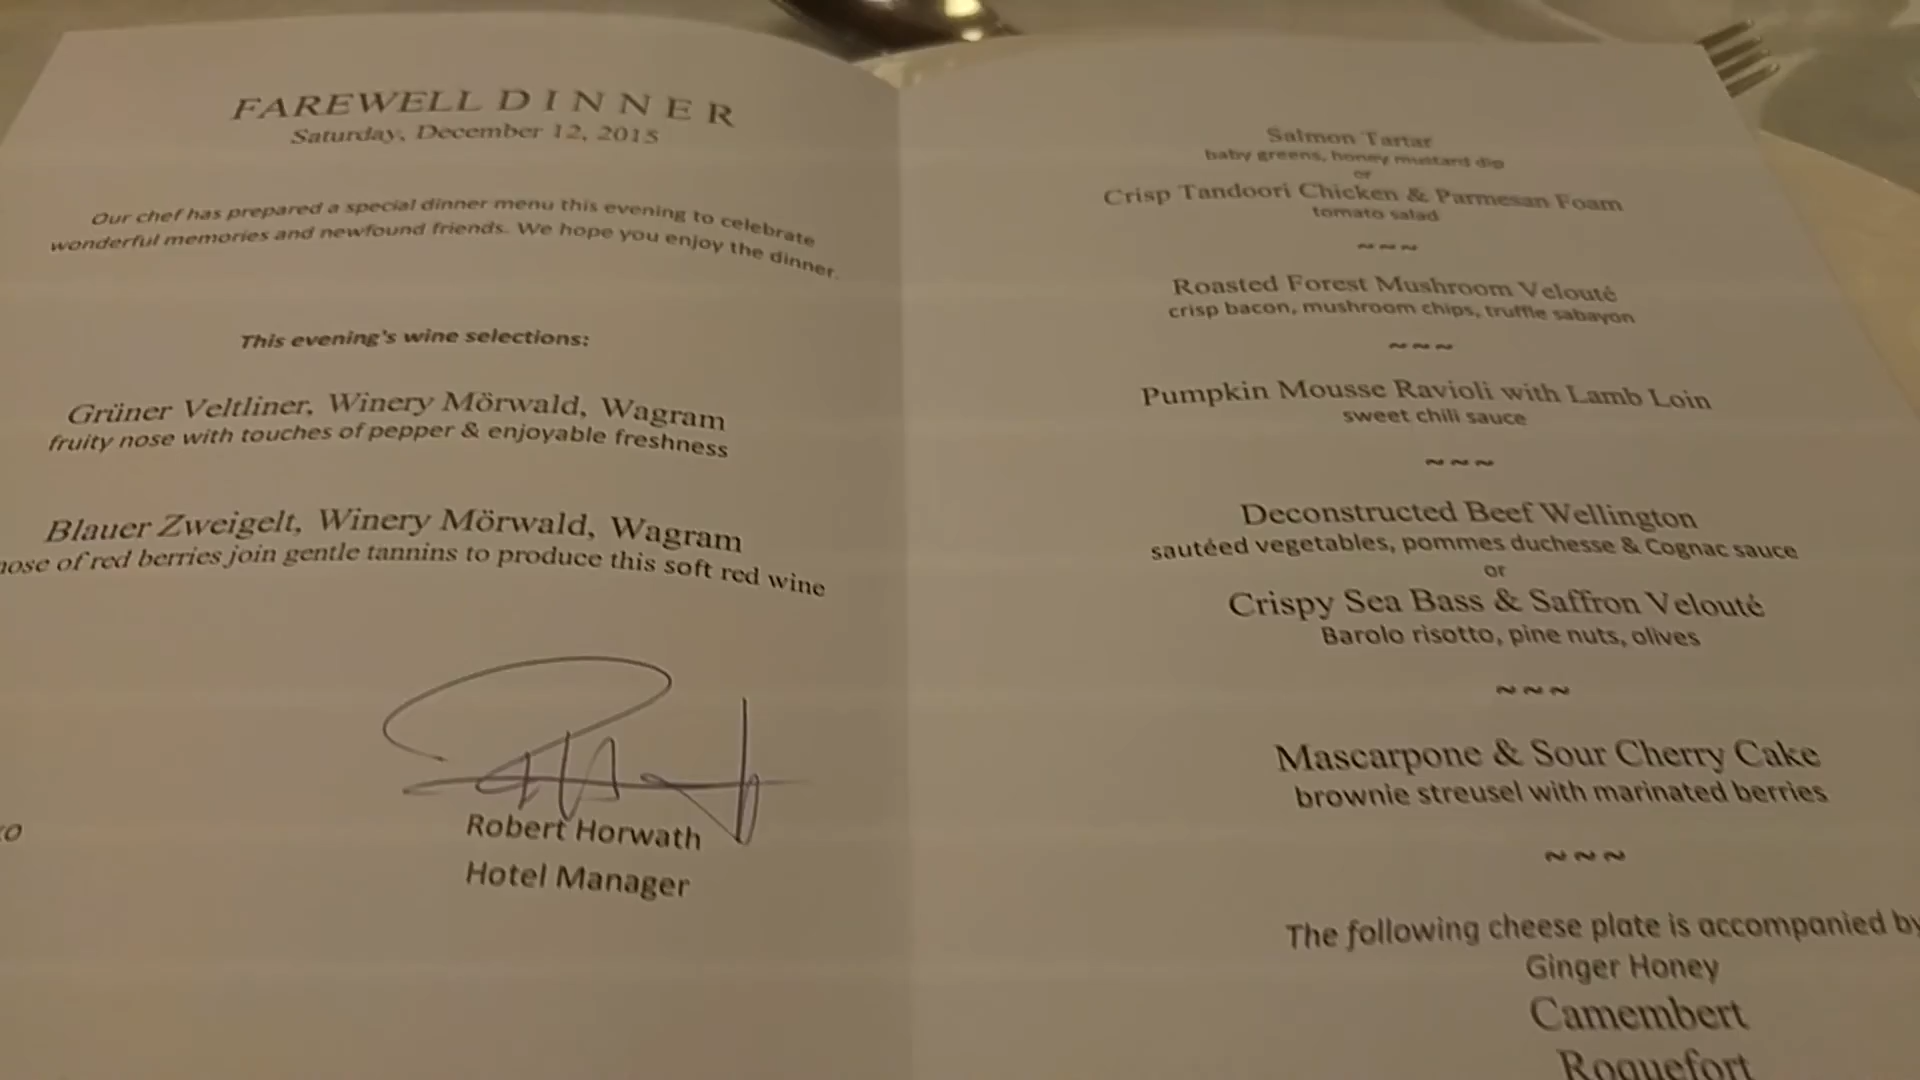 FAREWELL DINNER
Saturday, December 12, 2015
Our chef has prepared a special dinner menu this evening to celebrate
wonderful memories and newfound friends. We hope you enjoy the dinner.
This evening's wine selections:
Grüner Veltliner, Winery Mörwald, Wagram
fruity nose with touches of pepper & enjoyable freshness
Blauer Zweigelt, Winery Mörwald, Wagram
nose of red berries join gentle tannins to produce this soft red wine
Robert Horwath
Hotel Manager
Salmon Tartar
baby greens, honey mustard dip
or
Crisp Tandoori Chicken & Parmesan Foam
tomato salad
~~~
Roasted Forest Mushroom Velouté
crisp bacon, mushroom chips, truffle sabayon
~~~
Pumpkin Mousse Ravioli with Lamb Loin
sweet chili sauce
~~~
Deconstructed Beef Wellington
sautéed vegetables, pommes duchesse & Cognac sauce
or
Crispy Sea Bass & Saffron Velouté
Barolo risotto, pine nuts, olives
~~~
Mascarpone & Sour Cherry Cake
brownie streusel with marinated berries
~~~
The following cheese plate is accompanied by
Ginger Honey
Camembert
Roquefort